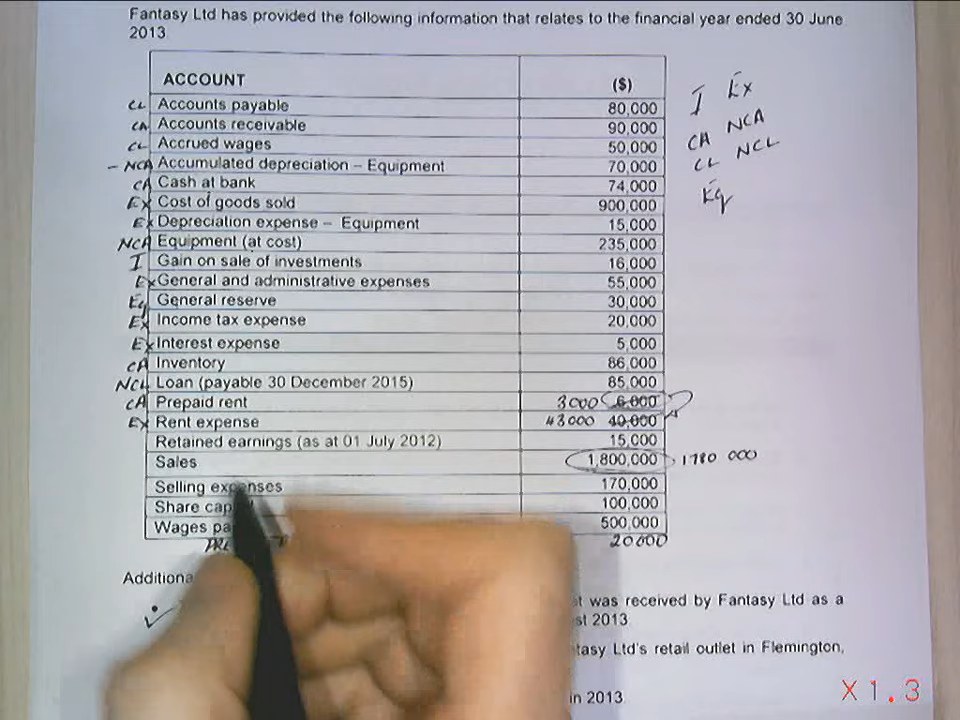 Fantasy Ltd has provided the following information that relates to the financial year ended 30 June
2013
ACCOUNT ($)
CL Accounts payable 80,000
CA Accounts receivable 90,000
CL Accrued wages 50,000
- NCA Accumulated depreciation – Equipment 70,000
CA Cash at bank 74,000
Ex Cost of goods sold 900,000
Ex Depreciation expense – Equipment 15,000
NCA Equipment (at cost) 235,000
I Gain on sale of investments 16,000
Ex General and administrative expenses 55,000
Eq General reserve 30,000
Ex Income tax expense 20,000
Ex Interest expense 5,000
CA Inventory 86,000
NCL Loan (payable 30 December 2015) 85,000
CA Prepaid rent 3000 6,000
Ex Rent expense 43000 40,000
Retained earnings (as at 01 July 2012) 15,000
Sales 1,800,000 1780 000
Selling expenses 170,000
Share 100,000
Wages 500,000
20000
I Ex
CA NCA
CL NCL
Eq
was received by Fantasy Ltd as a
2013
Ltd's retail outlet in Flemington,
in 2013
X1.3